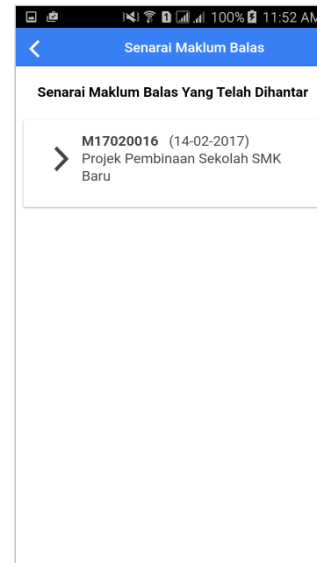 100% 11:52 AM
Senarai Maklum Balas
Senarai Maklum Balas Yang Telah Dihantar
M17020016 (14-02-2017)
Projek Pembinaan Sekolah SMK
Baru